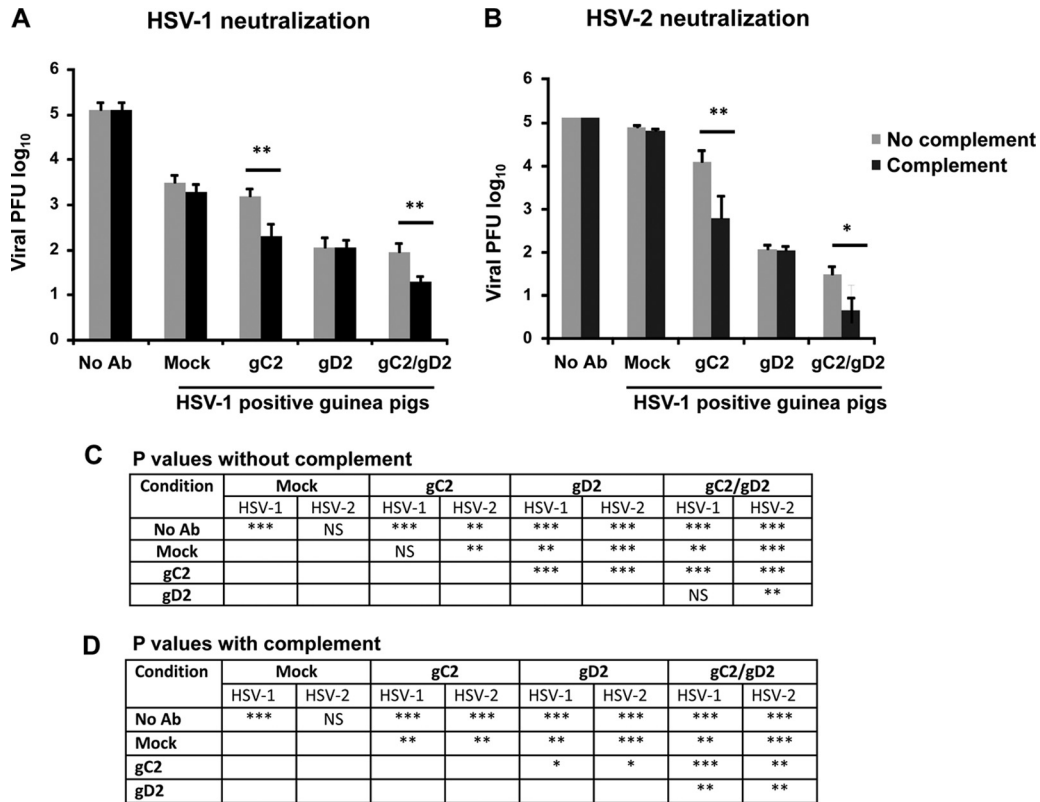 A
HSV-1 neutralization
Viral PFU log10
6
5
4
3
2
1
0
**
**
No Ab Mock gC2 gD2 gC2/gD2
HSV-1 positive guinea pigs
B
HSV-2 neutralization
Viral PFU log10
6
5
4
3
2
1
0
**
*
No Ab Mock gC2 gD2 gC2/gD2
HSV-1 positive guinea pigs
No complement
Complement
C P values without complement
Condition Mock gC2 gD2 gC2/gD2
HSV-1 HSV-2 HSV-1 HSV-2 HSV-1 HSV-2 HSV-1 HSV-2
No Ab *** NS *** ** *** *** *** ***
Mock NS ** ** *** ** ***
gC2 *** *** *** ***
gD2 NS **
D P values with complement
Condition Mock gC2 gD2 gC2/gD2
HSV-1 HSV-2 HSV-1 HSV-2 HSV-1 HSV-2 HSV-1 HSV-2
No Ab *** NS *** *** *** *** *** ***
Mock ** ** ** *** ** ***
gC2 * * *** **
gD2 ** **